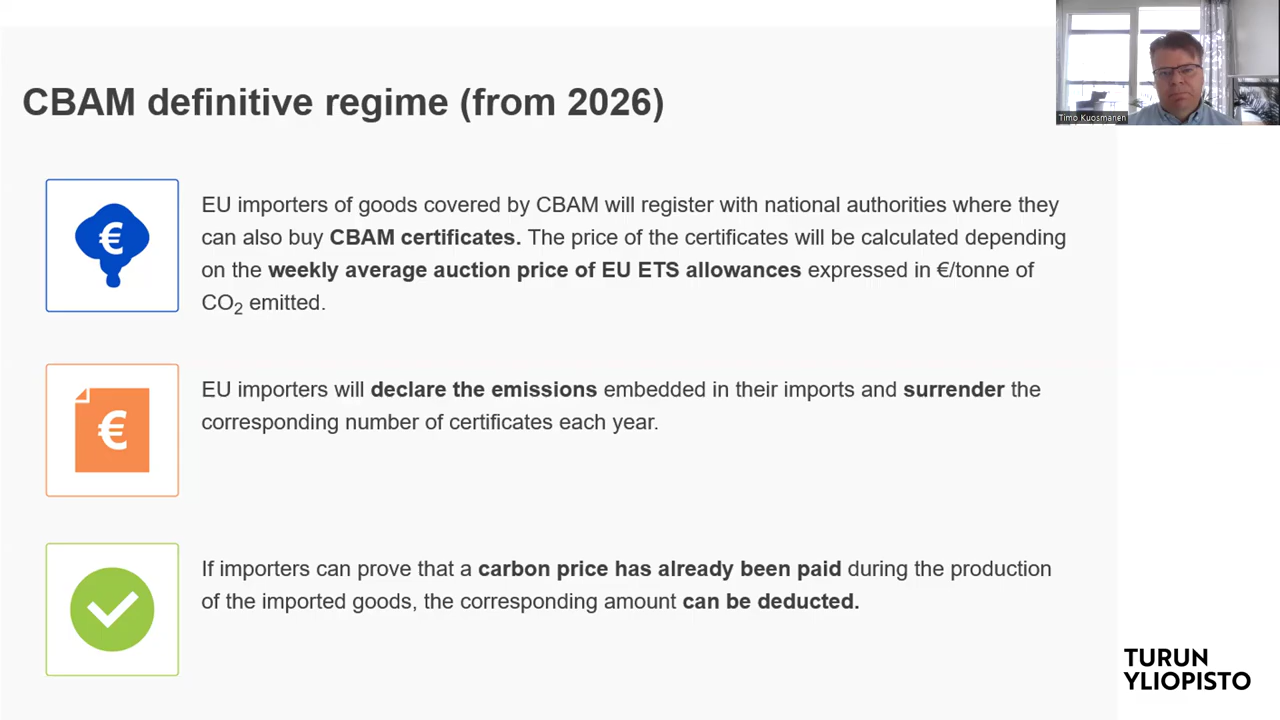 CBAM definitive regime (from 2026)
Timo Kuosmanen
€
EU importers of goods covered by CBAM will register with national authorities where they
can also buy CBAM certificates. The price of the certificates will be calculated depending
on the weekly average auction price of EU ETS allowances expressed in €/tonne of
CO₂ emitted.
€
EU importers will declare the emissions embedded in their imports and surrender the
corresponding number of certificates each year.
If importers can prove that a carbon price has already been paid during the production
of the imported goods, the corresponding amount can be deducted.
TURUN
YLIOPISTO